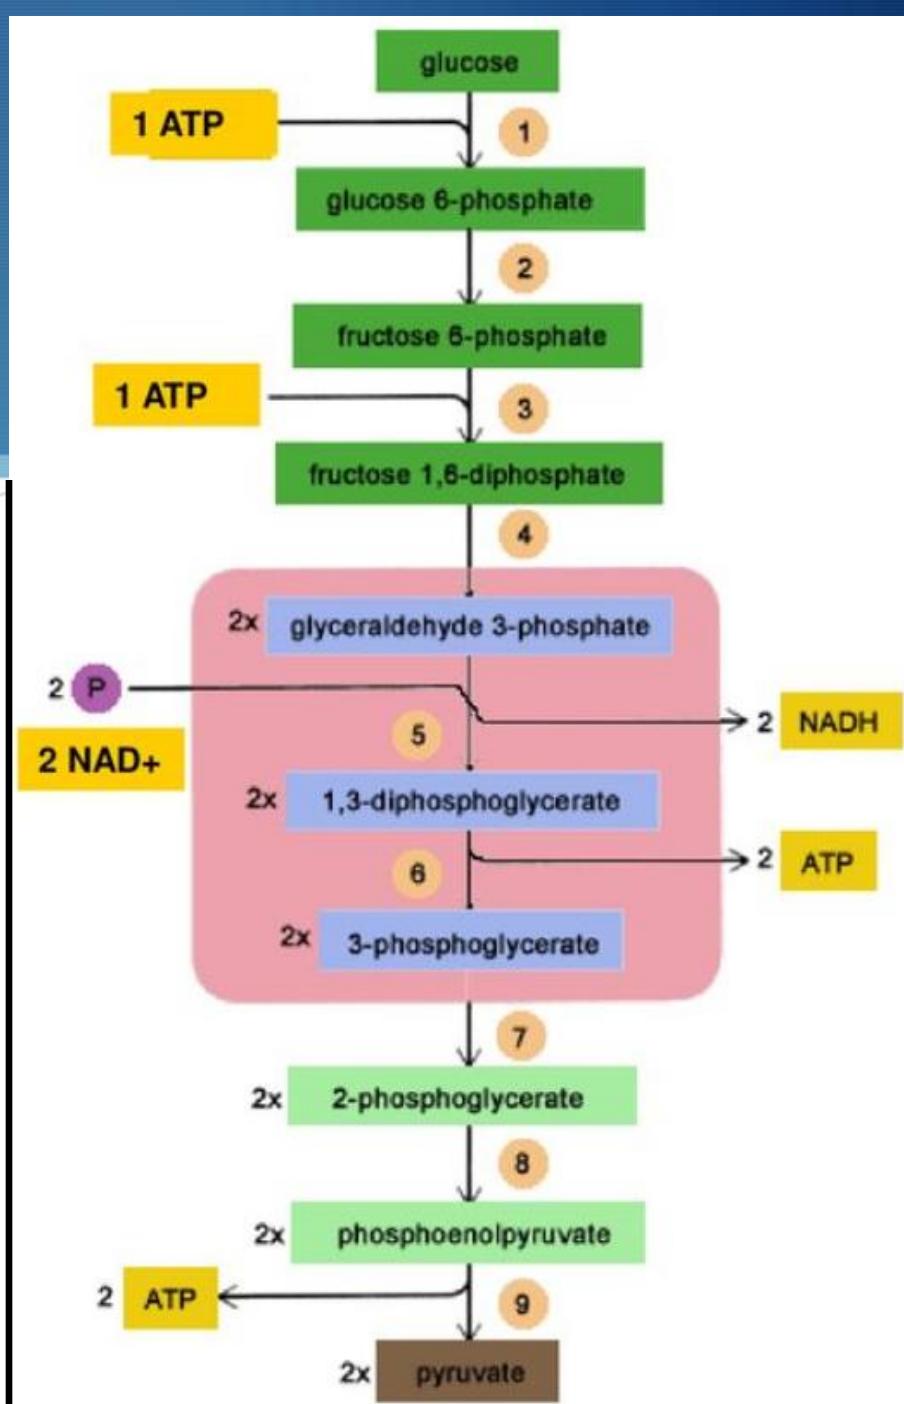 glucose
1 ATP
1
glucose 6-phosphate
2
fructose 6-phosphate
1 ATP
3
fructose 1,6-diphosphate
4
2x glyceraldehyde 3-phosphate
2 P
2 NADH
5
2 NAD+
2x 1,3-diphosphoglycerate
2 ATP
6
2x 3-phosphoglycerate
7
2x 2-phosphoglycerate
8
2x phosphoenolpyruvate
2 ATP
9
2x pyruvate